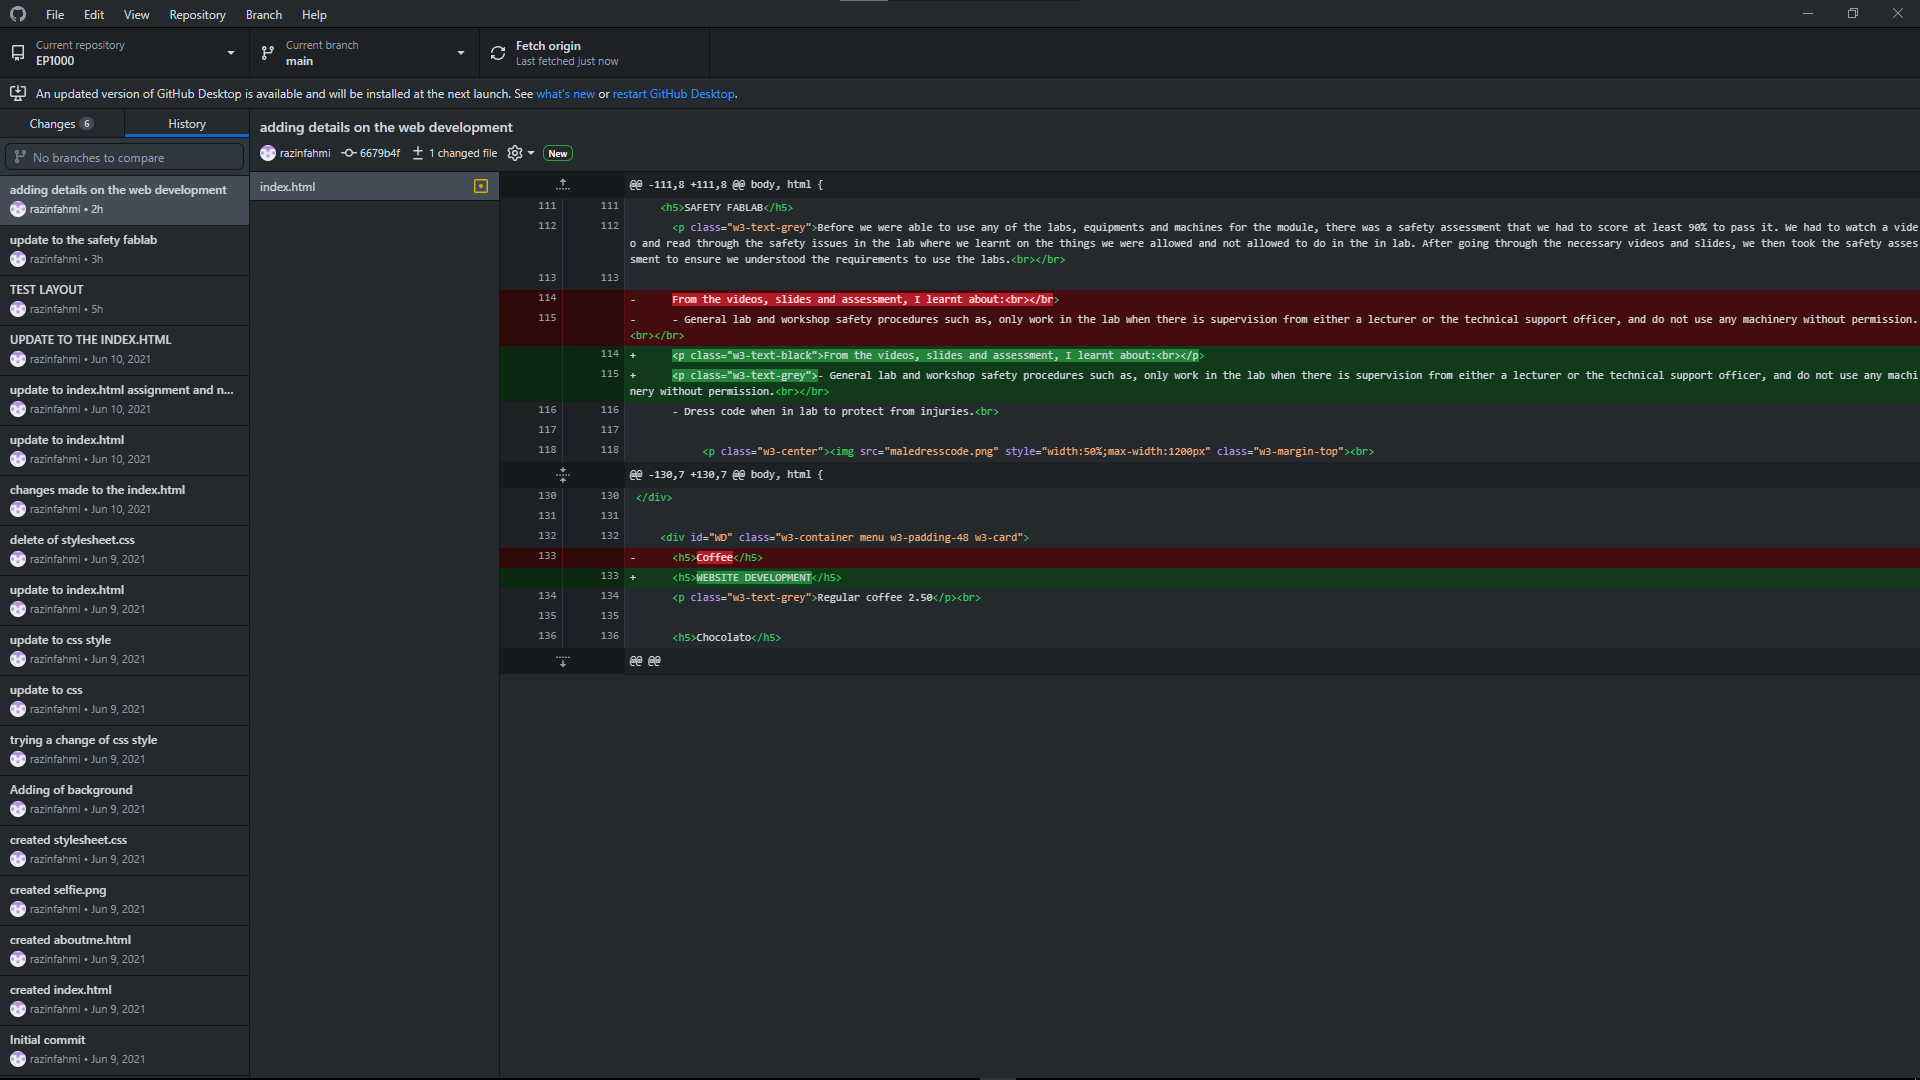 File Edit View Repository Branch Help
Current repository
EP1000
Current branch
main
Fetch origin
Last fetched just now
An updated version of GitHub Desktop is available and will be installed at the next launch. See what's new or restart GitHub Desktop.
Changes 6
History
No branches to compare
adding details on the web development
razinfahmi • 2h
update to the safety fablab
razinfahmi • 3h
TEST LAYOUT
razinfahmi • 5h
UPDATE TO THE INDEX.HTML
razinfahmi • Jun 10, 2021
update to index.html assignment and n...
razinfahmi • Jun 10, 2021
update to index.html
razinfahmi • Jun 10, 2021
changes made to the index.html
razinfahmi • Jun 10, 2021
delete of stylesheet.css
razinfahmi • Jun 9, 2021
update to index.html
razinfahmi • Jun 9, 2021
update to css style
razinfahmi • Jun 9, 2021
update to css
razinfahmi • Jun 9, 2021
trying a change of css style
razinfahmi • Jun 9, 2021
Adding of background
razinfahmi • Jun 9, 2021
created stylesheet.css
razinfahmi • Jun 9, 2021
created selfie.png
razinfahmi • Jun 9, 2021
created aboutme.html
razinfahmi • Jun 9, 2021
created index.html
razinfahmi • Jun 9, 2021
Initial commit
razinfahmi • Jun 9, 2021
adding details on the web development
razinfahmi 6679b4f 1 changed file New
index.html
@@ -111,8 +111,8 @@ body, html {
111 111 <h5>SAFETY FABLAB</h5>
112 112 <p class="w3-text-grey">Before we were able to use any of the labs, equipments and machines for the module, there was a safety assessment that we had to score at least 90% to pass it. We had to watch a vide
o and read through the safety issues in the lab where we learnt on the things we were allowed and not allowed to do in the in lab. After going through the necessary videos and slides, we then took the safety asses
sment to ensure we understood the requirements to use the labs.<br></br>
113 113
114 - From the videos, slides and assessment, I learnt about:<br></br>
115 - - General lab and workshop safety procedures such as, only work in the lab when there is supervision from either a lecturer or the technical support officer, and do not use any machinery without permission.
<br></br>
114 + <p class="w3-text-black">From the videos, slides and assessment, I learnt about:<br></p>
115 + <p class="w3-text-grey">- General lab and workshop safety procedures such as, only work in the lab when there is supervision from either a lecturer or the technical support officer, and do not use any machi
nery without permission.<br></br>
116 116 - Dress code when in lab to protect from injuries.<br>
117 117
118 118 <p class="w3-center"><img src="maledresscode.png" style="width:50%;max-width:1200px" class="w3-margin-top"><br>
@@ -130,7 +130,7 @@ body, html {
130 130 </div>
131 131
132 132 <div id="WD" class="w3-container menu w3-padding-48 w3-card">
133 - <h5>Coffee</h5>
133 + <h5>WEBSITE DEVELOPMENT</h5>
134 134 <p class="w3-text-grey">Regular coffee 2.50</p><br>
135 135
136 136 <h5>Chocolato</h5>
@@ @@